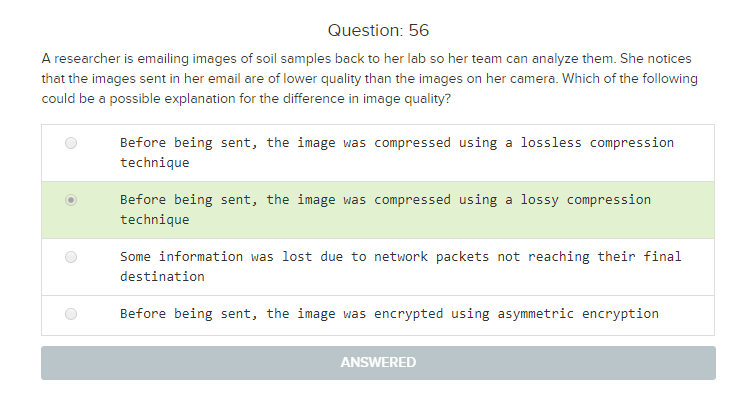 Question: 56
A researcher is emailing images of soil samples back to her lab so her team can analyze them. She notices
that the images sent in her email are of lower quality than the images on her camera. Which of the following
could be a possible explanation for the difference in image quality?
Before being sent, the image was compressed using a lossless compression
technique
Before being sent, the image was compressed using a lossy compression
technique
Some information was lost due to network packets not reaching their final
destination
Before being sent, the image was encrypted using asymmetric encryption
ANSWERED